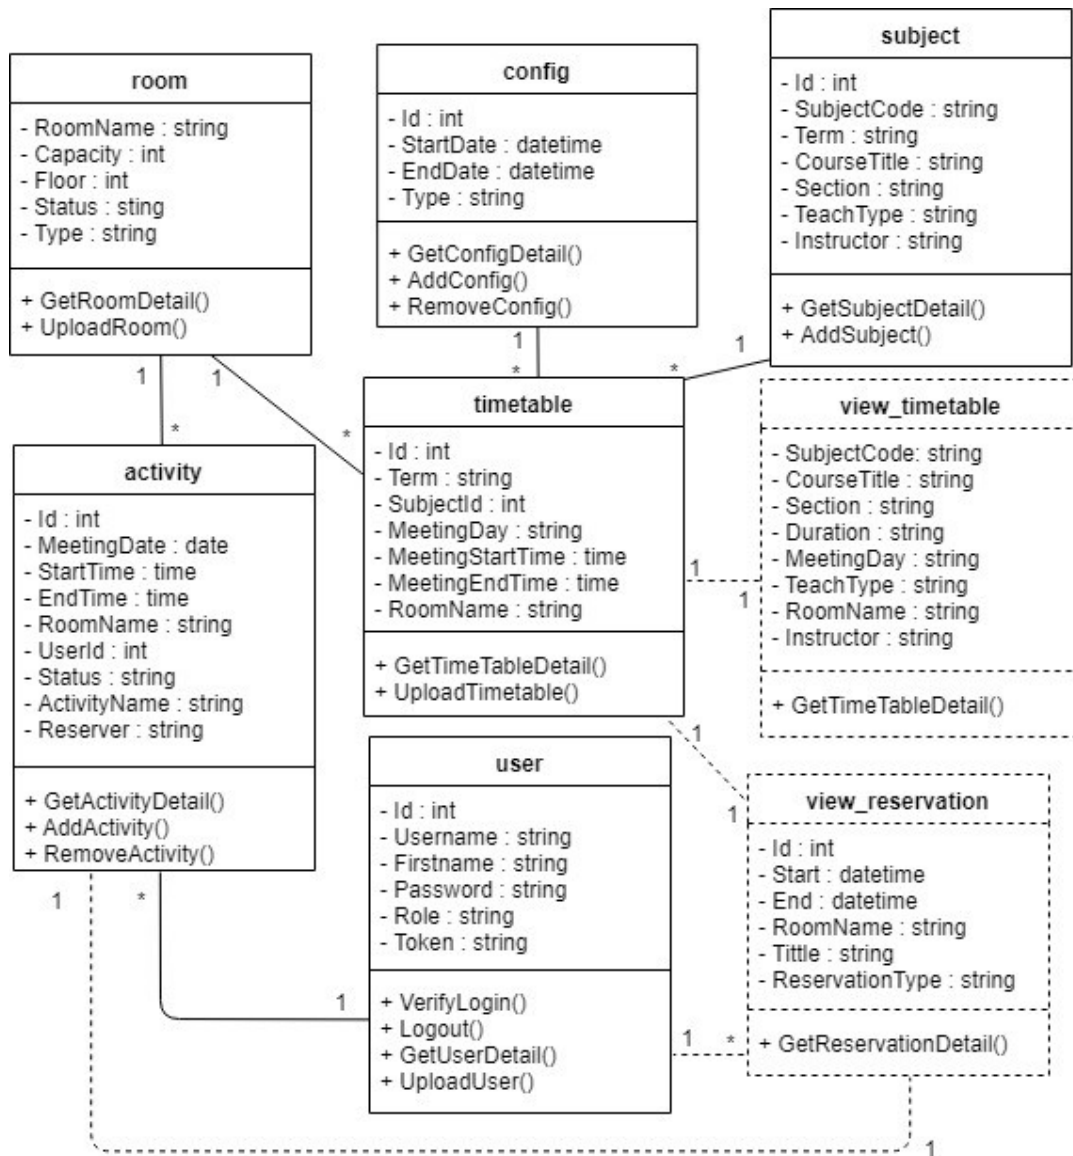 room
- RoomName : string
- Capacity : int
- Floor : int
- Status : sting
- Type : string
+ GetRoomDetail()
+ UploadRoom()
config
- Id : int
- StartDate : datetime
- EndDate : datetime
- Type : string
+ GetConfigDetail()
+ AddConfig()
+ RemoveConfig()
subject
- Id : int
- SubjectCode : string
- Term : string
- CourseTitle : string
- Section : string
- TeachType : string
- Instructor : string
+ GetSubjectDetail()
+ AddSubject()
1
*
1
*
1
*
1
*
activity
- Id : int
- MeetingDate : date
- StartTime : time
- EndTime : time
- RoomName : string
- UserId : int
- Status : string
- ActivityName : string
- Reserver : string
+ GetActivityDetail()
+ AddActivity()
+ RemoveActivity()
timetable
- Id : int
- Term : string
- SubjectId : int
- MeetingDay : string
- MeetingStartTime : time
- MeetingEndTime : time
- RoomName : string
+ GetTimeTableDetail()
+ UploadTimetable()
1
1
view_timetable
- SubjectCode: string
- CourseTitle : string
- Section : string
- Duration : string
- MeetingDay : string
- TeachType : string
- RoomName : string
- Instructor : string
+ GetTimeTableDetail()
1
1
user
- Id : int
- Username : string
- Firstname : string
- Password : string
- Role : string
- Token : string
+ VerifyLogin()
+ Logout()
+ GetUserDetail()
+ UploadUser()
view_reservation
- Id : int
- Start : datetime
- End : datetime
- RoomName : string
- Tittle : string
- ReservationType : string
+ GetReservationDetail()
1
*
1
1
*
1